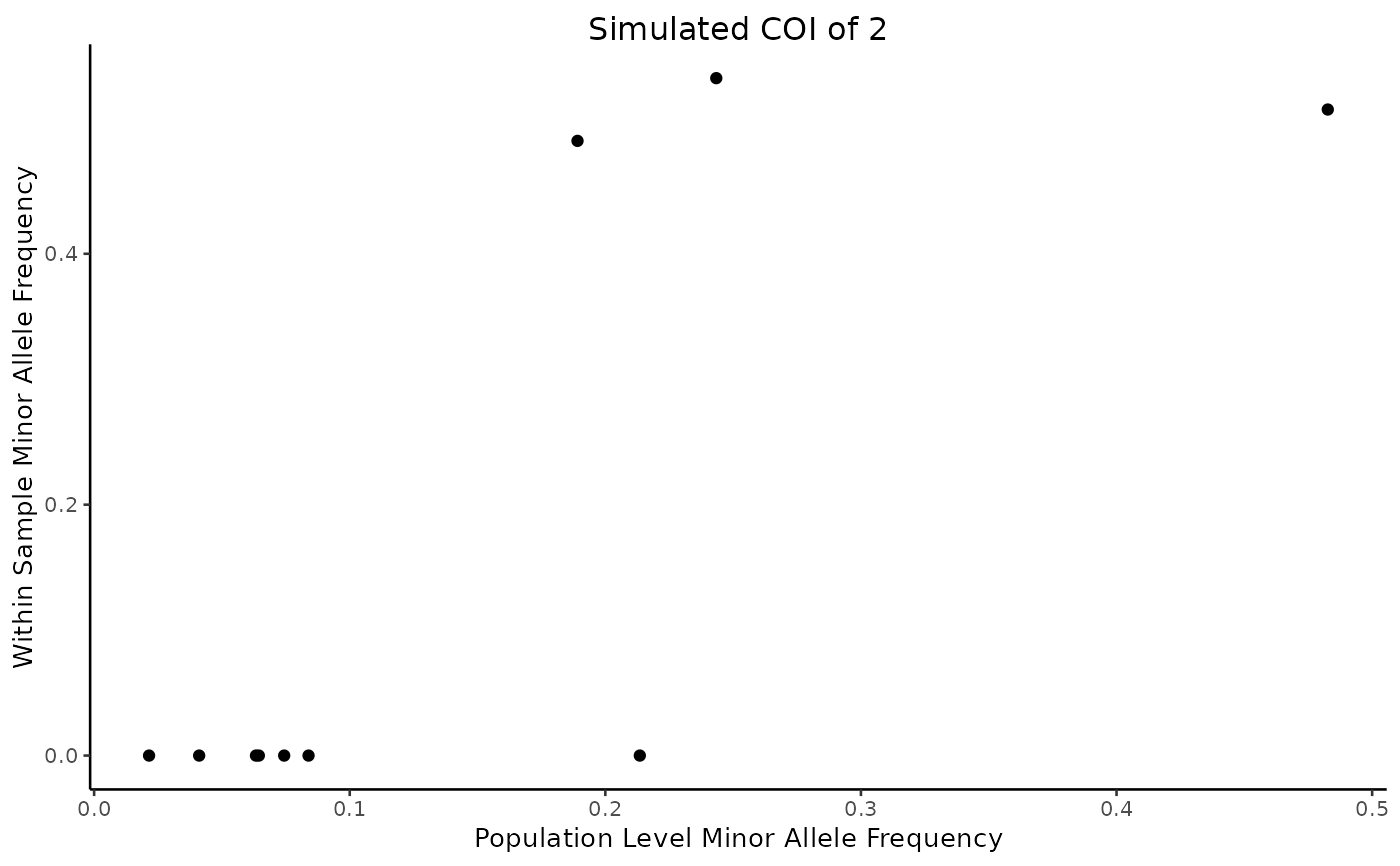 Simulated COI of 2
Within Sample Minor Allele Frequency
0.4
0.2
0.0
0.0 0.1 0.2 0.3 0.4 0.5
Population Level Minor Allele Frequency